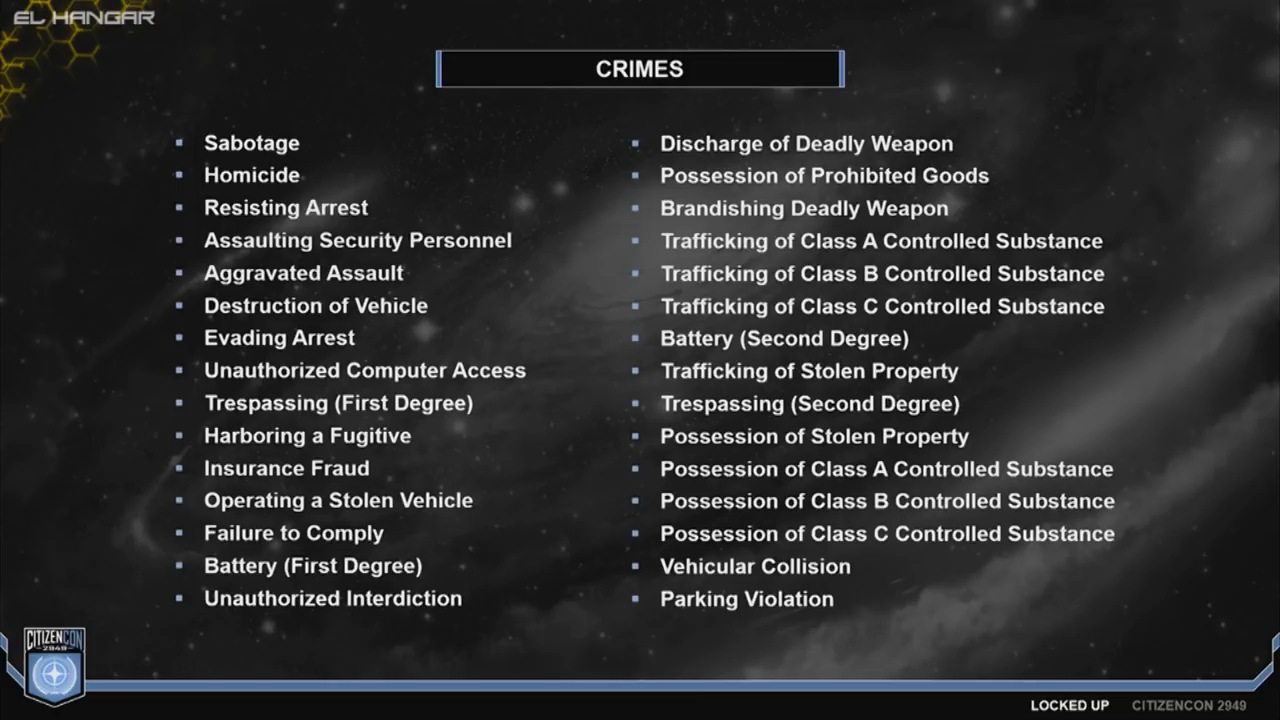 EL HANGAR
CRIMES
Sabotage
Homicide
Resisting Arrest
Assaulting Security Personnel
Aggravated Assault
Destruction of Vehicle
Evading Arrest
Unauthorized Computer Access
Trespassing (First Degree)
Harboring a Fugitive
Insurance Fraud
Operating a Stolen Vehicle
Failure to Comply
Battery (First Degree)
Unauthorized Interdiction
Discharge of Deadly Weapon
Possession of Prohibited Goods
Brandishing Deadly Weapon
Trafficking of Class A Controlled Substance
Trafficking of Class B Controlled Substance
Trafficking of Class C Controlled Substance
Battery (Second Degree)
Trafficking of Stolen Property
Trespassing (Second Degree)
Possession of Stolen Property
Possession of Class A Controlled Substance
Possession of Class B Controlled Substance
Possession of Class C Controlled Substance
Vehicular Collision
Parking Violation
CITIZENCON
2949
LOCKED UP CITIZENCON 2949